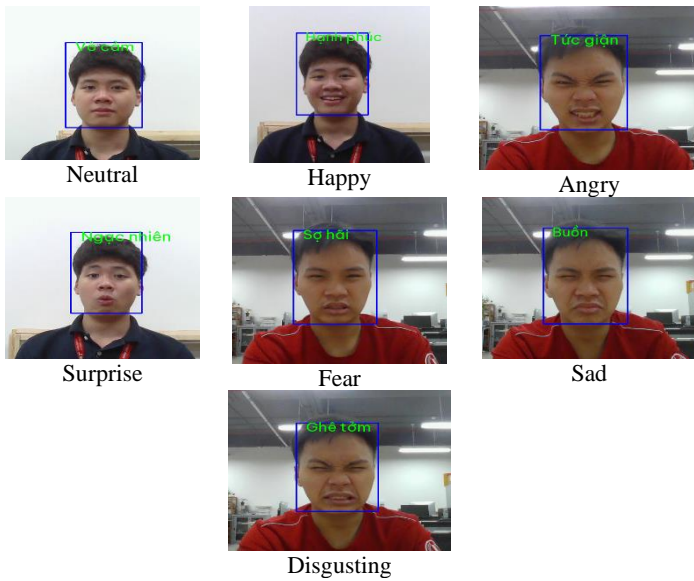 Vô cảm
Hạnh phúc
Tức giận
Neutral
Happy
Angry
Ngạc nhiên
Sợ hãi
Buồn
Surprise
Fear
Sad
Ghê tởm
Disgusting